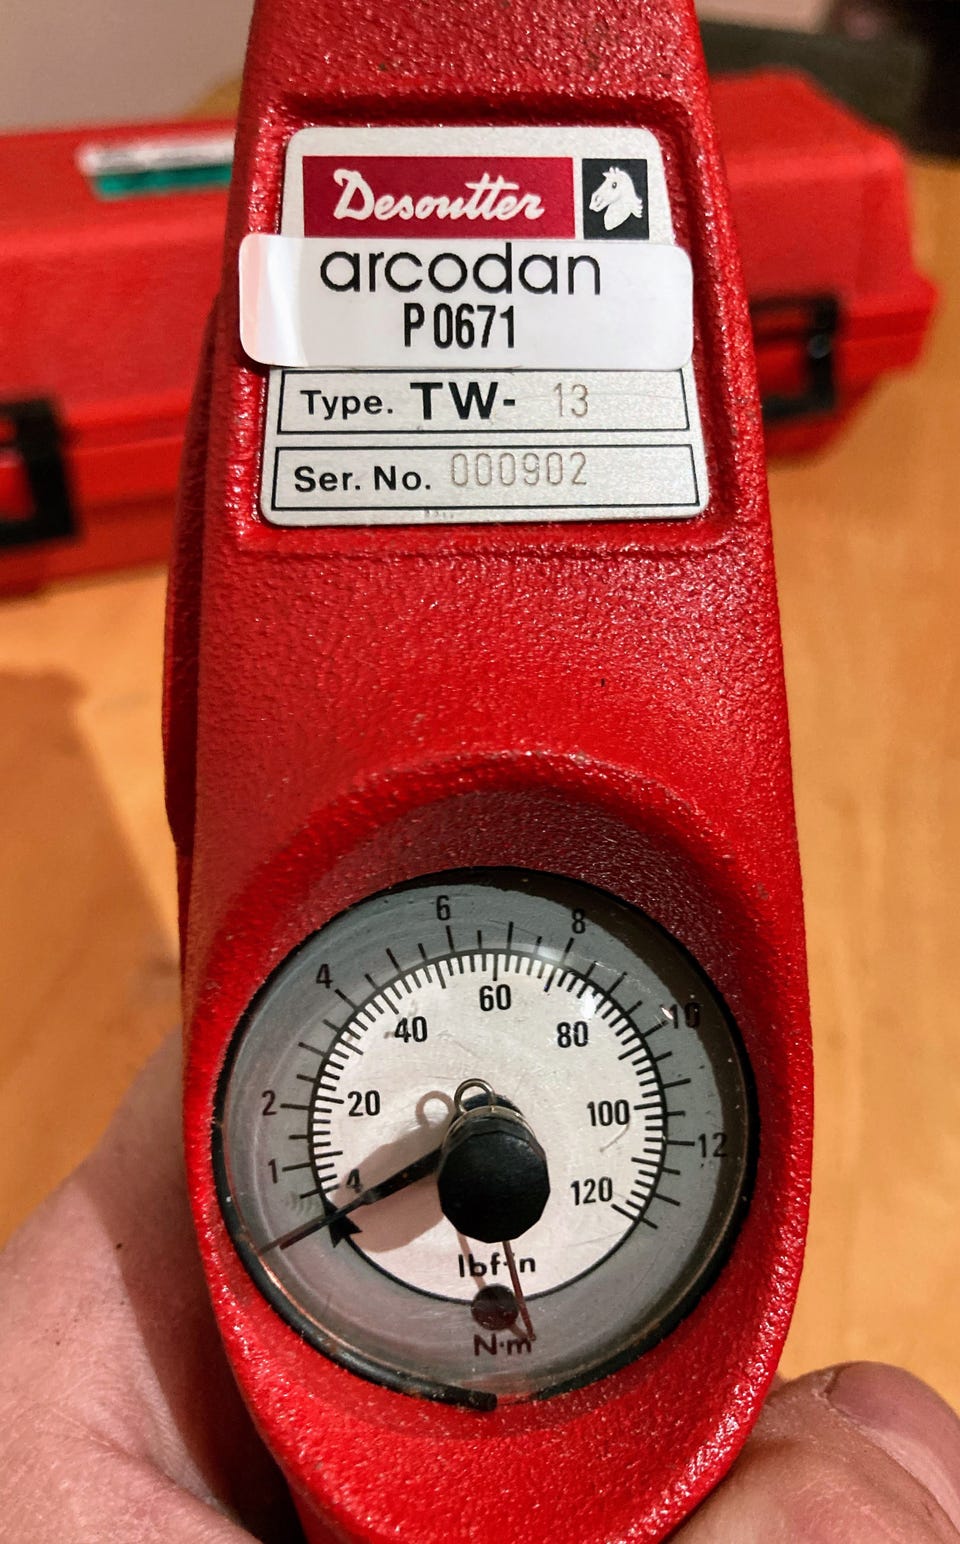 Desoutter
arcodan
P0671
Type. TW- 13
Ser. No. 000902
6
8
4
10
2
12
1
60
40
80
20
100
4
120
lbf·in
N·m